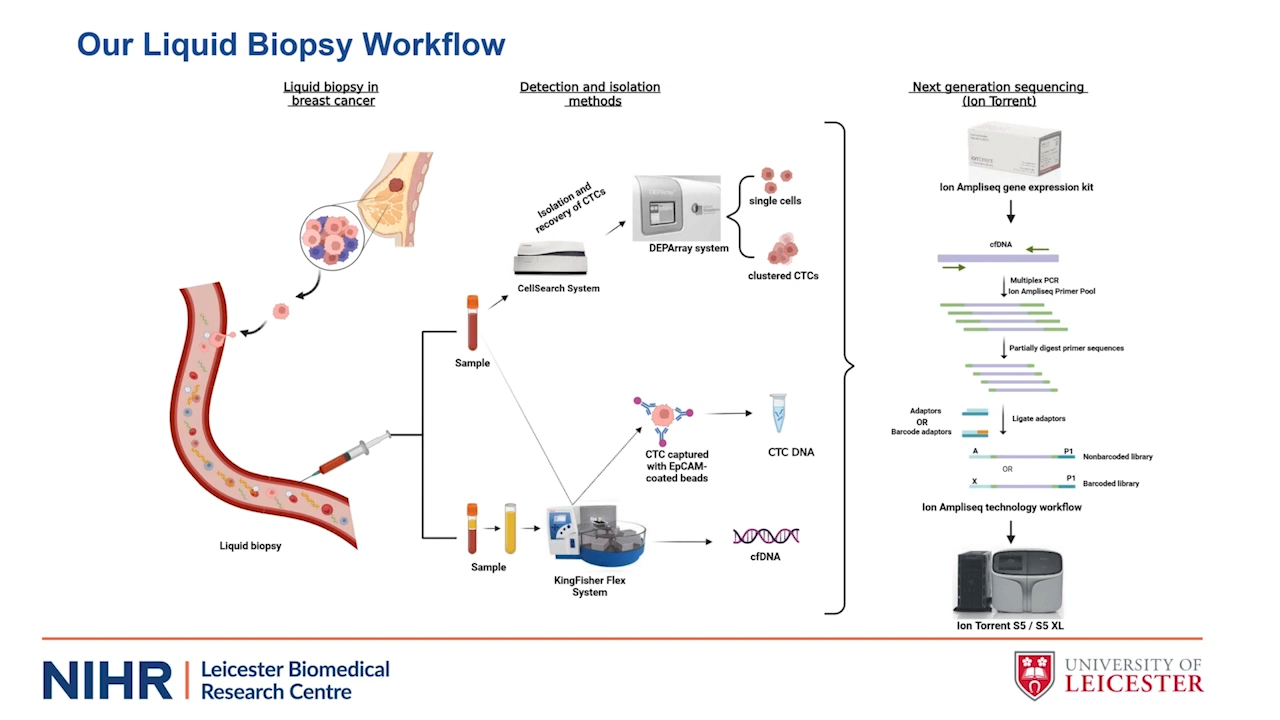 Our Liquid Biopsy Workflow
Liquid biopsy in
breast cancer
Detection and isolation
methods
Next generation sequencing
(Ion Torrent)
Isolation and
recovery of CTCs
CellSearch System
DEPArray system
single cells
clustered CTCs
Sample
CTC captured
with EpCAM-
coated beads
CTC DNA
Liquid biopsy
Sample
KingFisher Flex
System
cfDNA
Ion Ampliseq gene expression kit
cfDNA
Multiplex PCR
Ion Ampliseq Primer Pool
Partially digest primer sequences
Adaptors
OR
Barcode adaptors
Ligate adaptors
A
P1
Nonbarcoded library
OR
X
P1
Barcoded library
Ion Ampliseq technology workflow
Ion Torrent S5 / S5 XL
NIHR
Leicester Biomedical
Research Centre
UNIVERSITY OF
LEICESTER